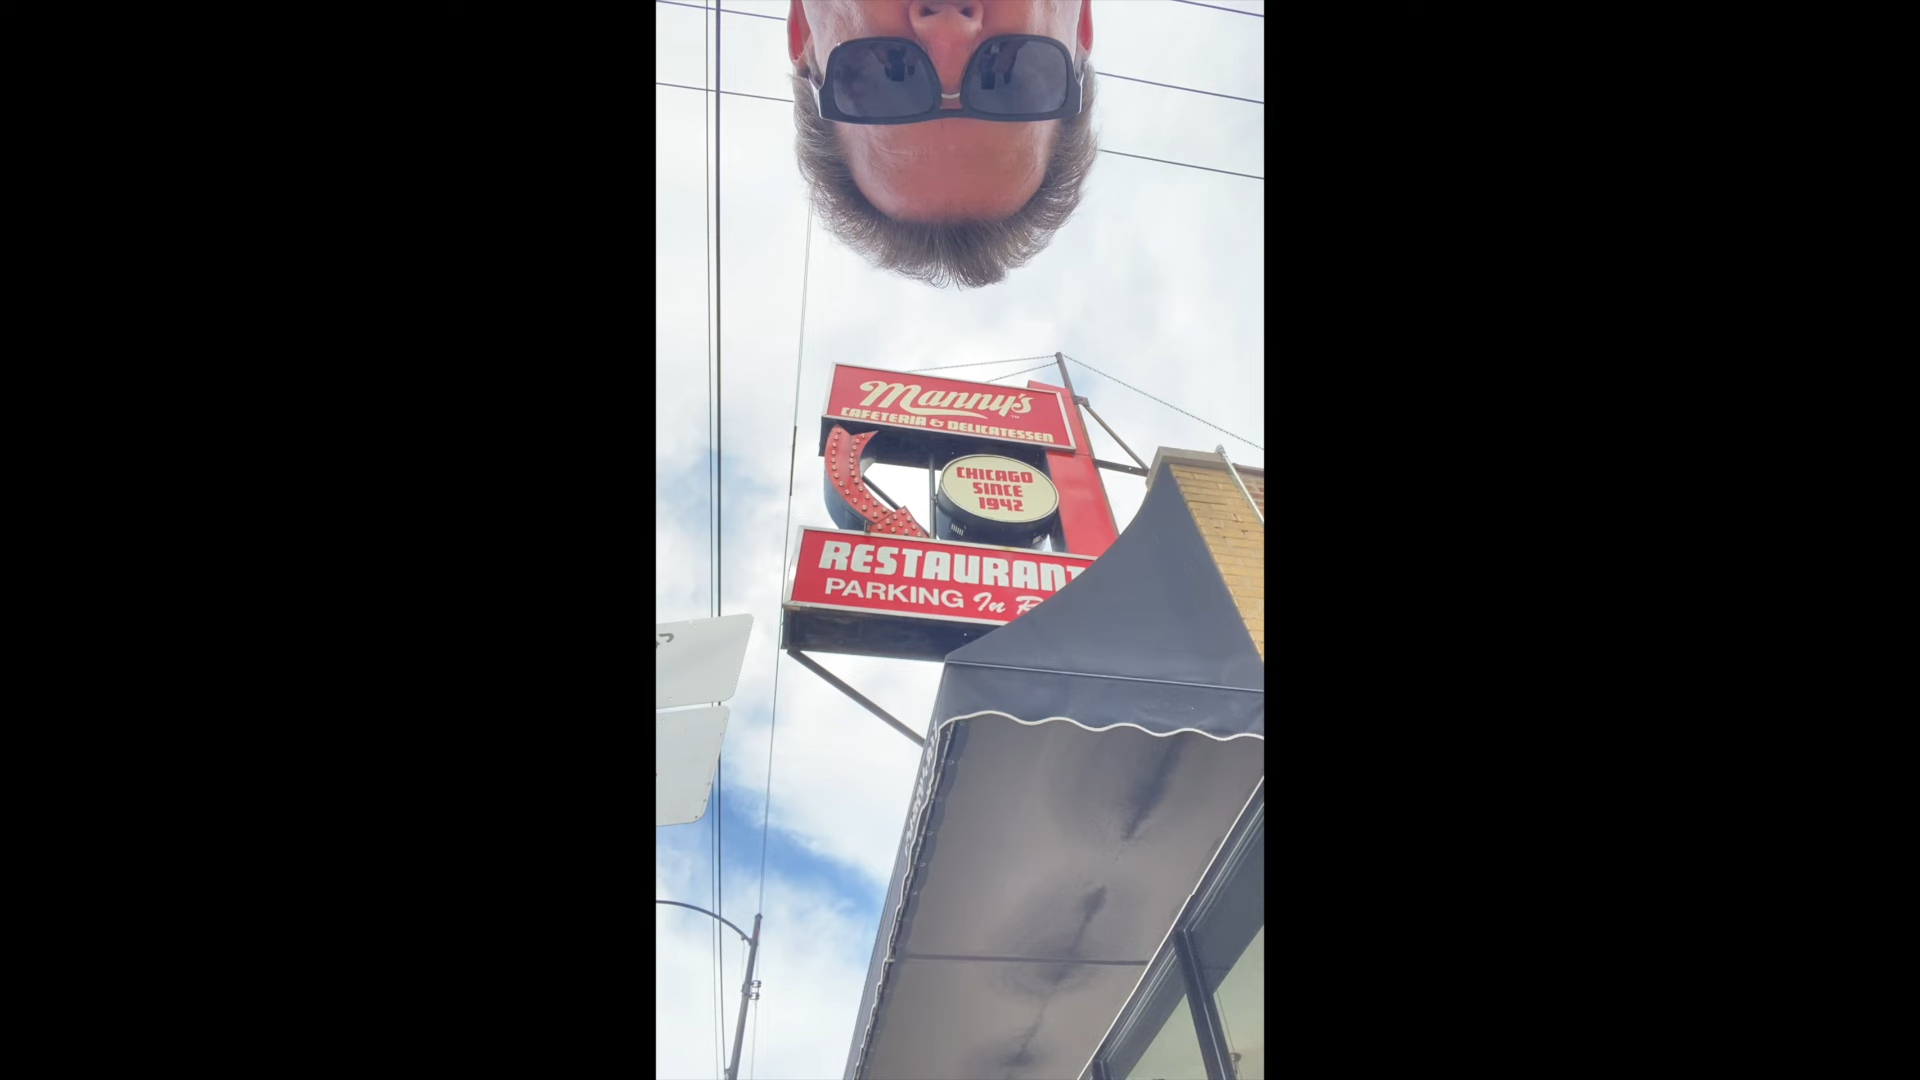 Manny's
CAFETERIA & DELICATESSEN
CHICAGO
SINCE
1942
RESTAURANT
PARKING In